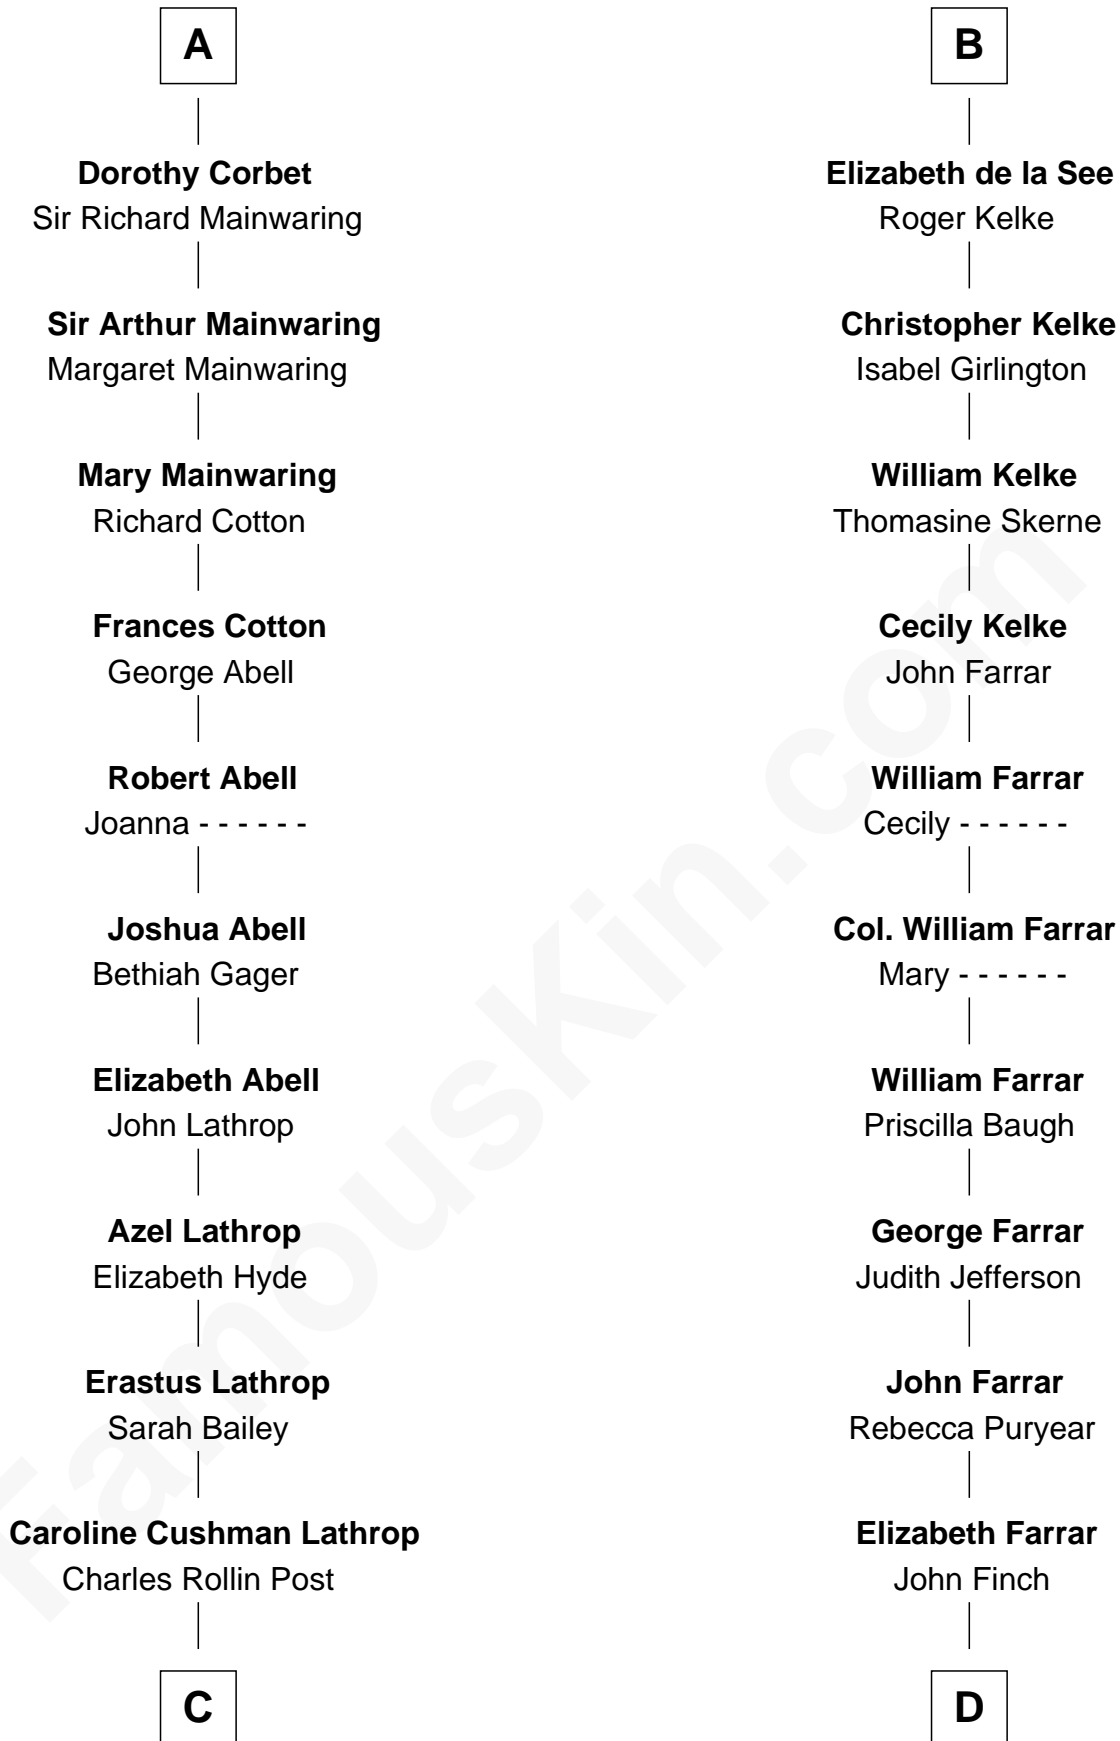 A
Dorothy Corbet
Sir Richard Mainwaring
Sir Arthur Mainwaring
Margaret Mainwaring
Mary Mainwaring
Richard Cotton
Frances Cotton
George Abell
Robert Abell
Joanna - - - - - -
Joshua Abell
Bethiah Gager
Elizabeth Abell
John Lathrop
Azel Lathrop
Elizabeth Hyde
Erastus Lathrop
Sarah Bailey
Caroline Cushman Lathrop
Charles Rollin Post
C
B
Elizabeth de la See
Roger Kelke
Christopher Kelke
Isabel Girlington
William Kelke
Thomasine Skerne
Cecily Kelke
John Farrar
William Farrar
Cecily - - - - - -
Col. William Farrar
Mary - - - - - -
William Farrar
Priscilla Baugh
George Farrar
Judith Jefferson
John Farrar
Rebecca Puryear
Elizabeth Farrar
John Finch
D
FamousKin.com